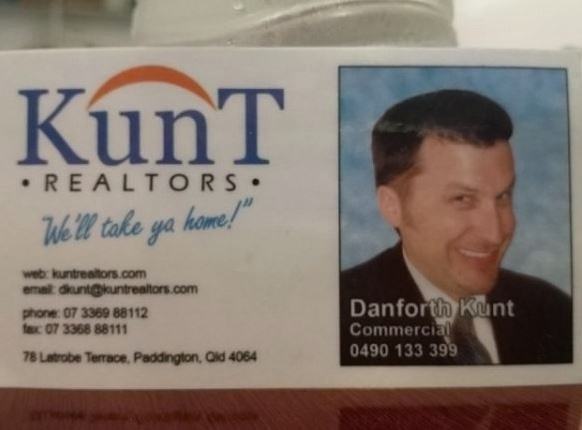 KunT
• REALTORS •
"We'll take ya home!"
web: kuntrealtors.com
email: dkunt@kuntrealtors.com
phone: 07 3369 88112
fax: 07 3368 88111
78 Latrobe Terrace, Paddington, Qld 4064
Danforth Kunt
Commercial
0490 133 399